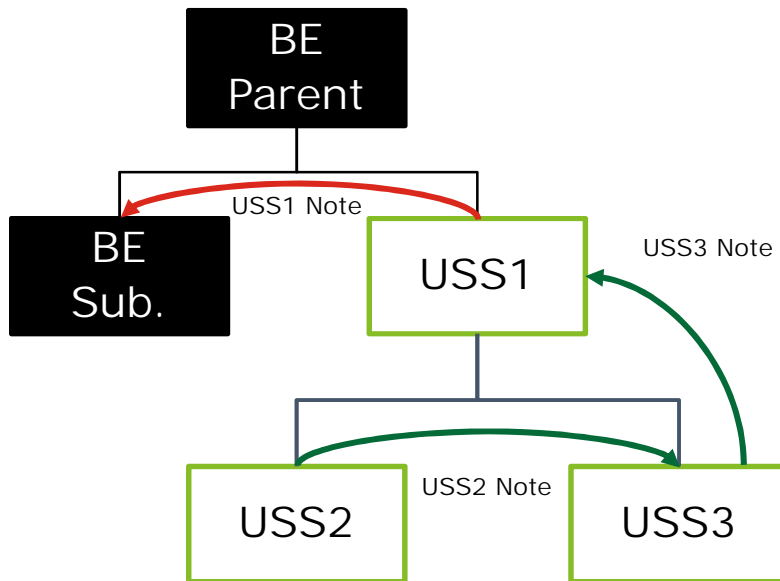 BE
Parent
USS1 Note
BE
Sub.
USS1
USS3 Note
USS2 Note
USS2
USS3